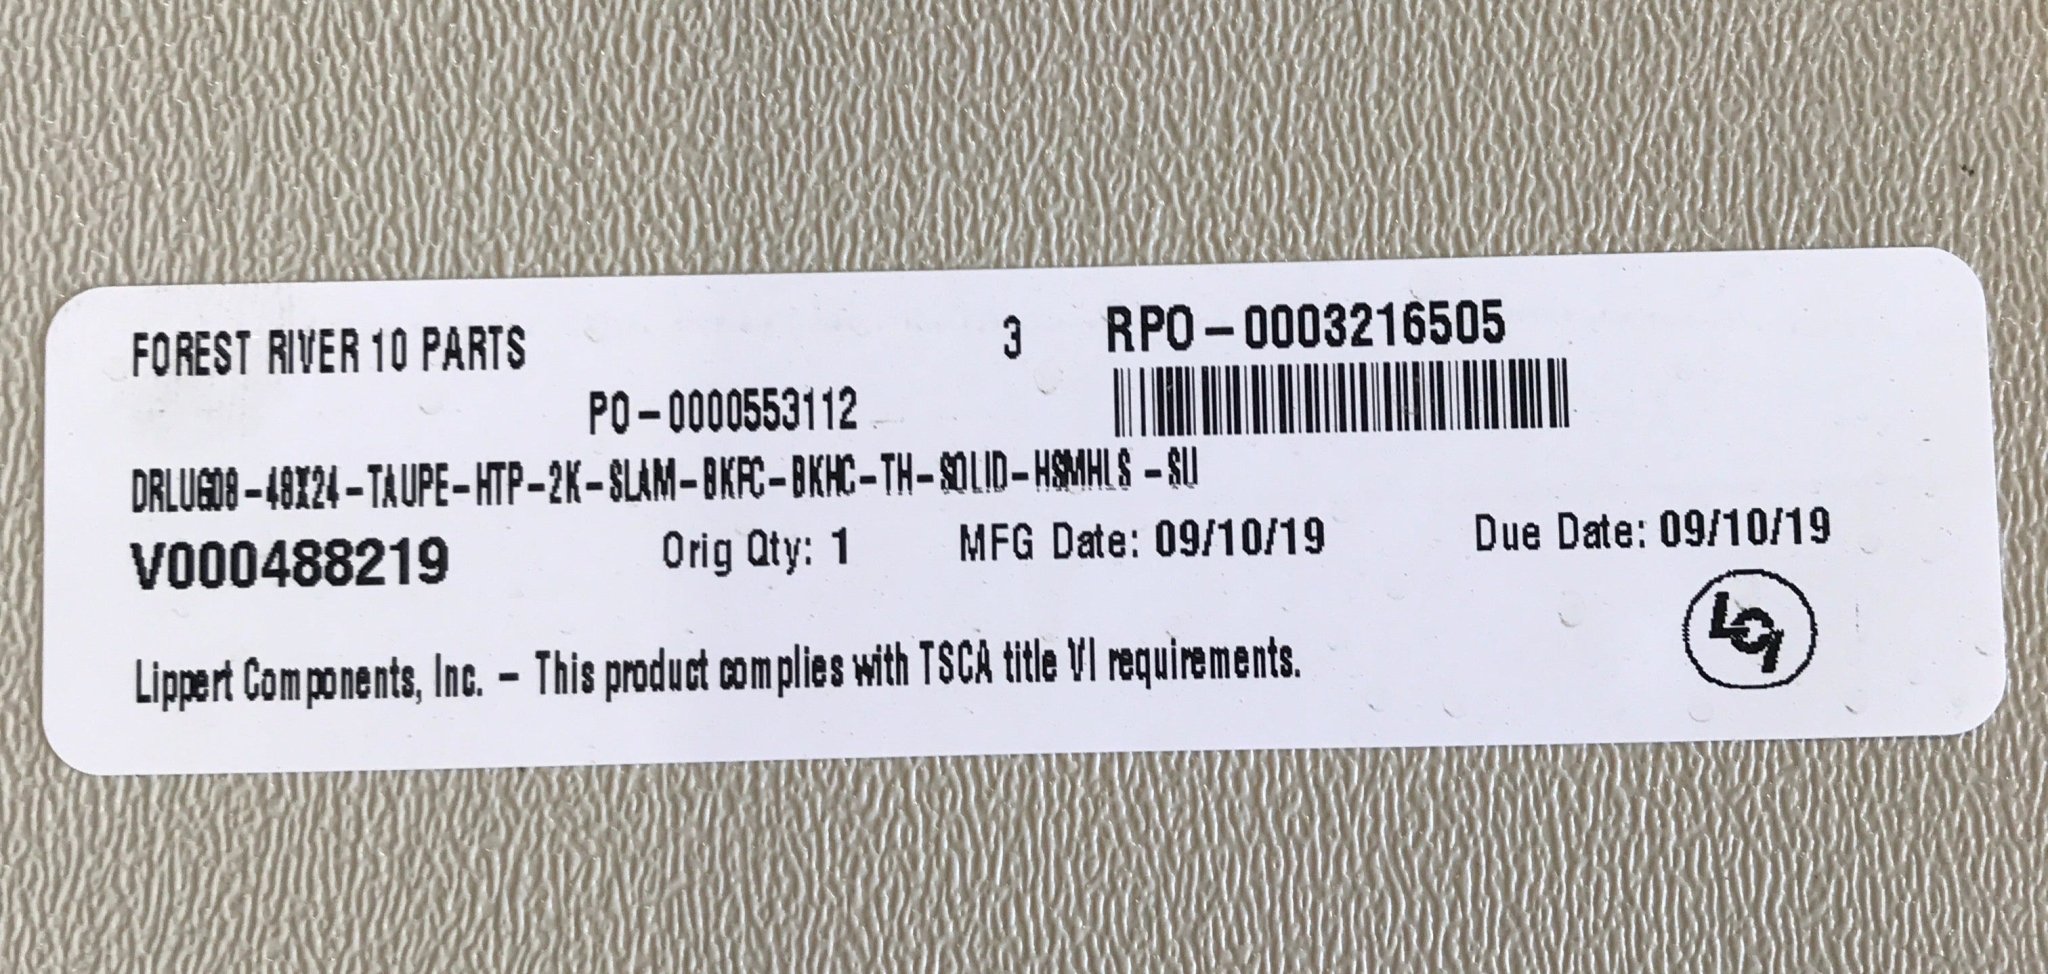 FOREST RIVER 10 PARTS 3 RPO-0003216505
PO-0000553112
DRLUG08-48X24-TAUPE-HTP-2K-SLAM-BKFC-BKHC-TH-SOLID-HSMHLS-SU
V000488219 Orig Qty: 1 MFG Date: 09/10/19 Due Date: 09/10/19
LCI
Lippert Components, Inc. - This product complies with TSCA title VI requirements.